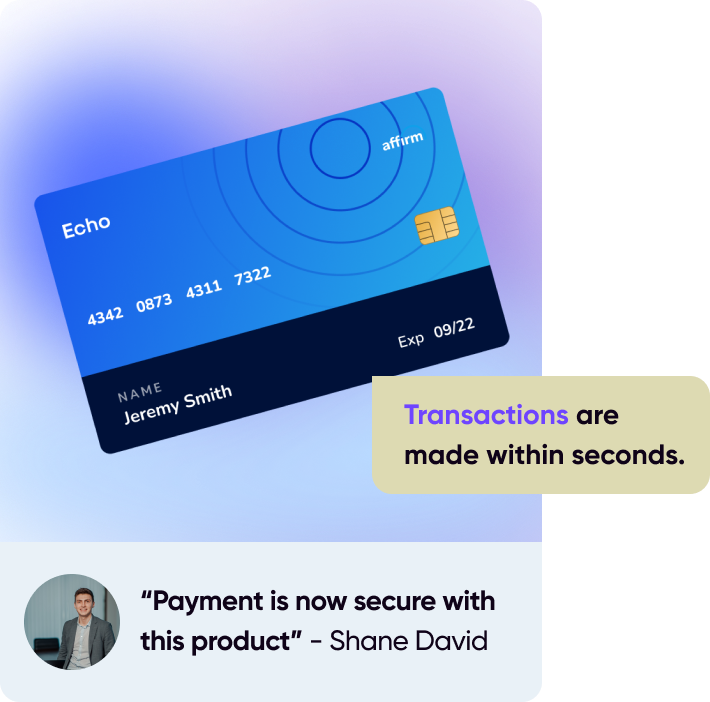 affirm
Echo
4342 0873 4311 7322
Exp 09/22
NAME
Jeremy Smith
Transactions are
made within seconds.
“Payment is now secure with
this product” - Shane David